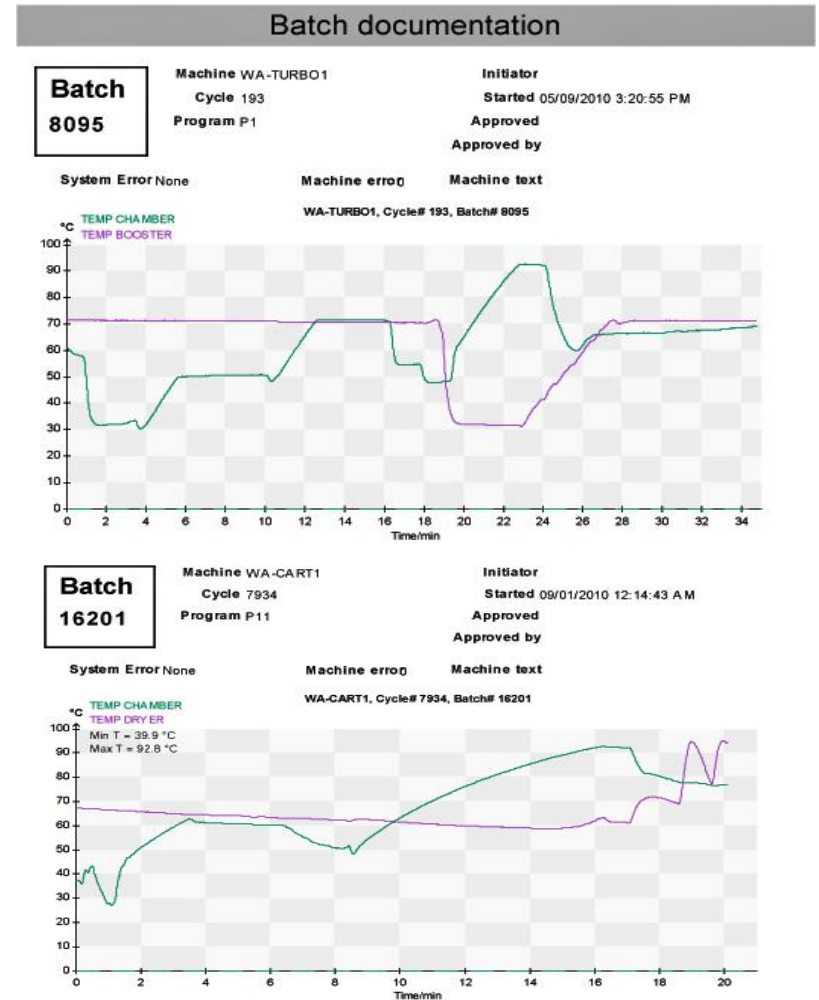 Batch documentation
Batch
8095
Machine WA-TURBO1
Cycle 193
Program P1
Initiator
Started 05/09/2010 3:20:55 PM
Approved
Approved by
System Error None
Machine error 0
Machine text
WA-TURBO1, Cycle# 193, Batch# 8095
°C
TEMP CHAMBER
TEMP BOOSTER
100
90
80
70
60
50
40
30
20
10
0
0 2 4 6 8 10 12 14 16 18 20 22 24 26 28 30 32 34
Time/min
Batch
16201
Machine WA-CART1
Cycle 7934
Program P11
Initiator
Started 09/01/2010 12:14:43 AM
Approved
Approved by
System Error None
Machine error 0
Machine text
WA-CART1, Cycle# 7934, Batch# 16201
°C
TEMP CHAMBER
TEMP DRYER
Min T = 39.9 °C
Max T = 92.8 °C
100
90
80
70
60
50
40
30
20
10
0
0 2 4 6 8 10 12 14 16 18 20
Time/min